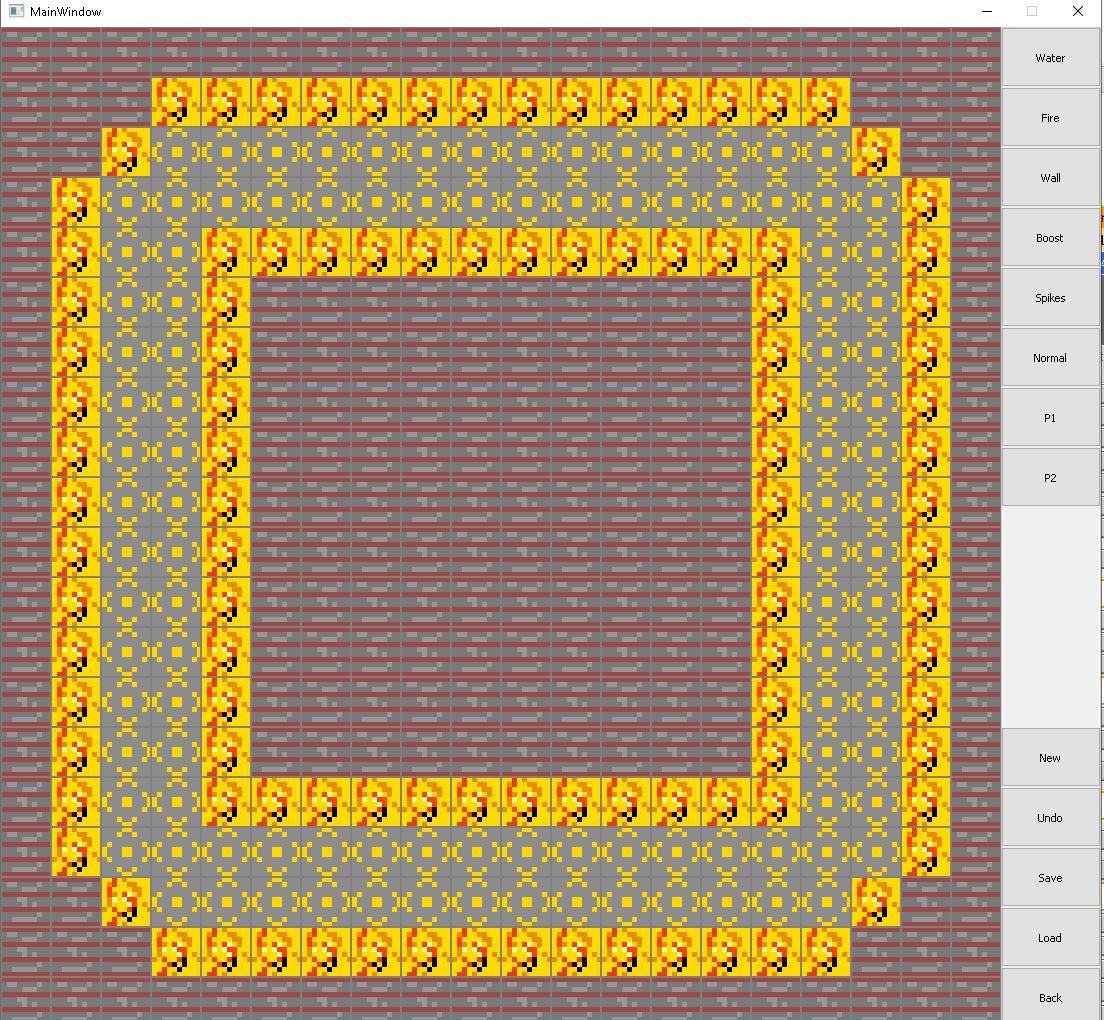 MainWindow
Water
Fire
Wall
Boost
Spikes
Normal
P1
P2
New
Undo
Save
Load
Back